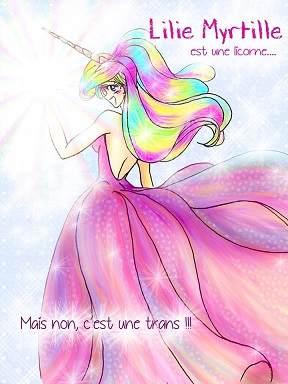 Lilie Myrtille
est une licorne....
Mais non, c'est une trans !!!